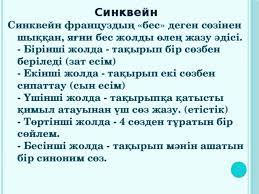 Синквейн
Синквейн француздың «бес» деген сөзінен
шыққан, яғни бес жолды өлең жазу әдісі.
- Бірінші жолда - тақырып бір сөзбен
беріледі (зат есім)
- Екінші жолда - тақырып екі сөзбен
сипаттау (сын есім)
- Үшінші жолда - тақырыпқа қатысты
қимыл атауынан үш сөз жазу. (етістік)
- Төртінші жолда - 4 сөзден тұратын бір
сөйлем.
- Бесінші жолда - тақырып мәнін ашатын
бір синоним сөз.